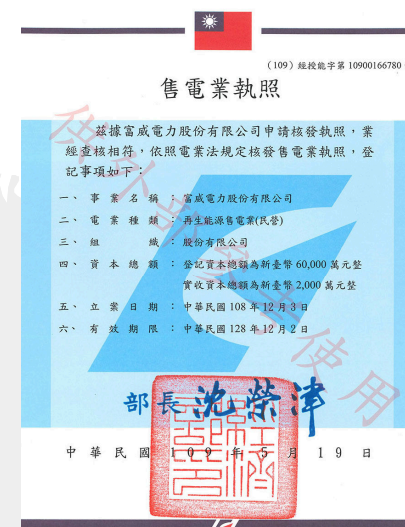 （109）經授能字第 10900166780
售電業執照
茲據富威電力股份有限公司申請核發執照，業
經查核相符，依照電業法規定核發售電業執照，登
記事項如下：
一、事業名稱：富威電力股份有限公司
二、電業種類：再生能源售電業(民營)
三、組織：股份有限公司
四、資本總額：登記資本總額為新臺幣 60,000 萬元整
實收資本總額為新臺幣 2,000 萬元整
五、立案日期：中華民國 108 年 12 月 3 日
六、有效期限：中華民國 128 年 12 月 2 日
部長 沈榮津
中華民國 109 年 5 月 19 日